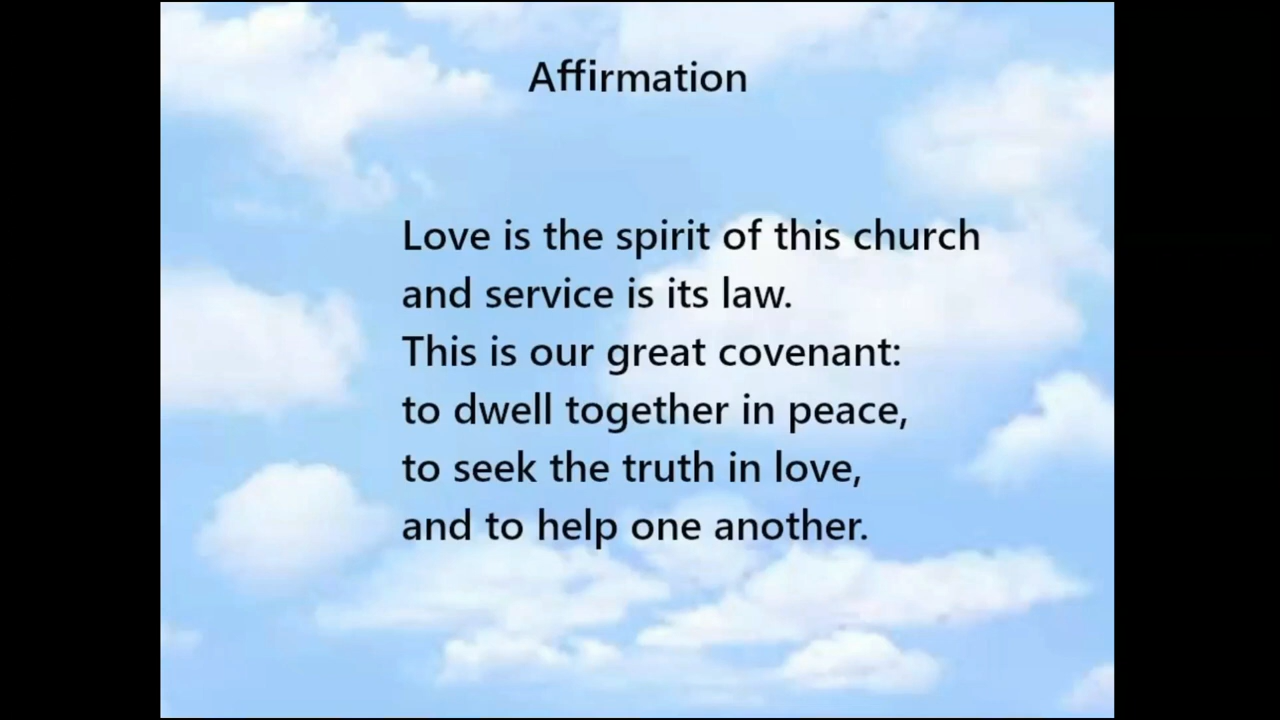 Affirmation
Love is the spirit of this church
and service is its law.
This is our great covenant:
to dwell together in peace,
to seek the truth in love,
and to help one another.